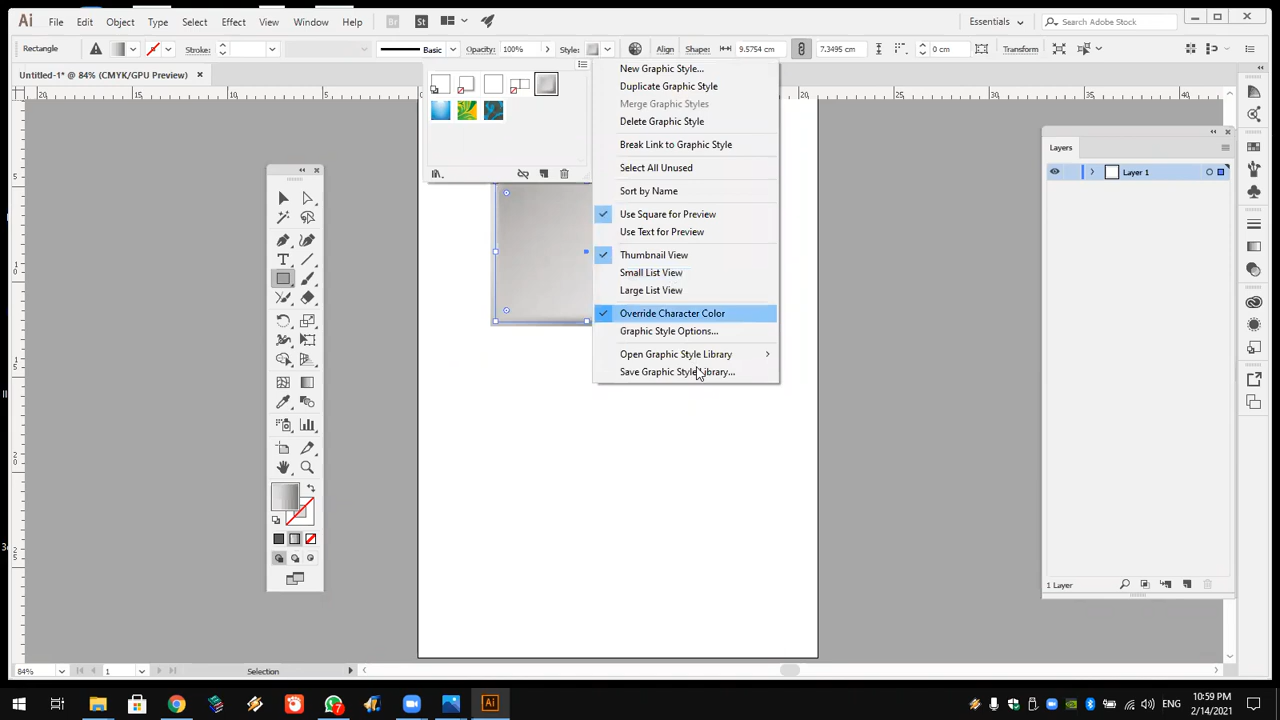 Ai File Edit Object Type Select Effect View Window Help Br St Essentials Search Adobe Stock
Rectangle Stroke: Basic Opacity: 100% Style: Align Shape: 9.5754 cm 7.3495 cm 0 cm Transform
Untitled-1* @ 84% (CMYK/GPU Preview)
New Graphic Style...
Duplicate Graphic Style
Merge Graphic Styles
Delete Graphic Style
Break Link to Graphic Style
Select All Unused
Sort by Name
Use Square for Preview
Use Text for Preview
Thumbnail View
Small List View
Large List View
Override Character Color
Graphic Style Options...
Open Graphic Style Library
Save Graphic Style Library...
Layers
Layer 1
1 Layer
84% 1 Selection
7 Ai ENG 10:59 PM
2/14/2021